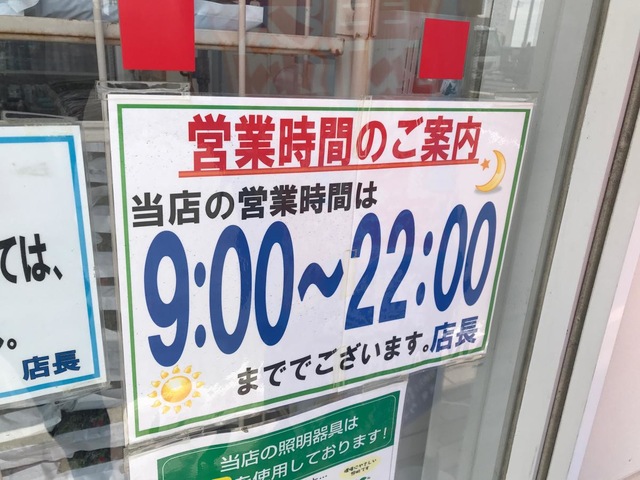 営業時間のご案内
当店の営業時間は
9:00～22:00
まででございます。店長
ては、
。
店長
当店の照明器具は
を使用しております!